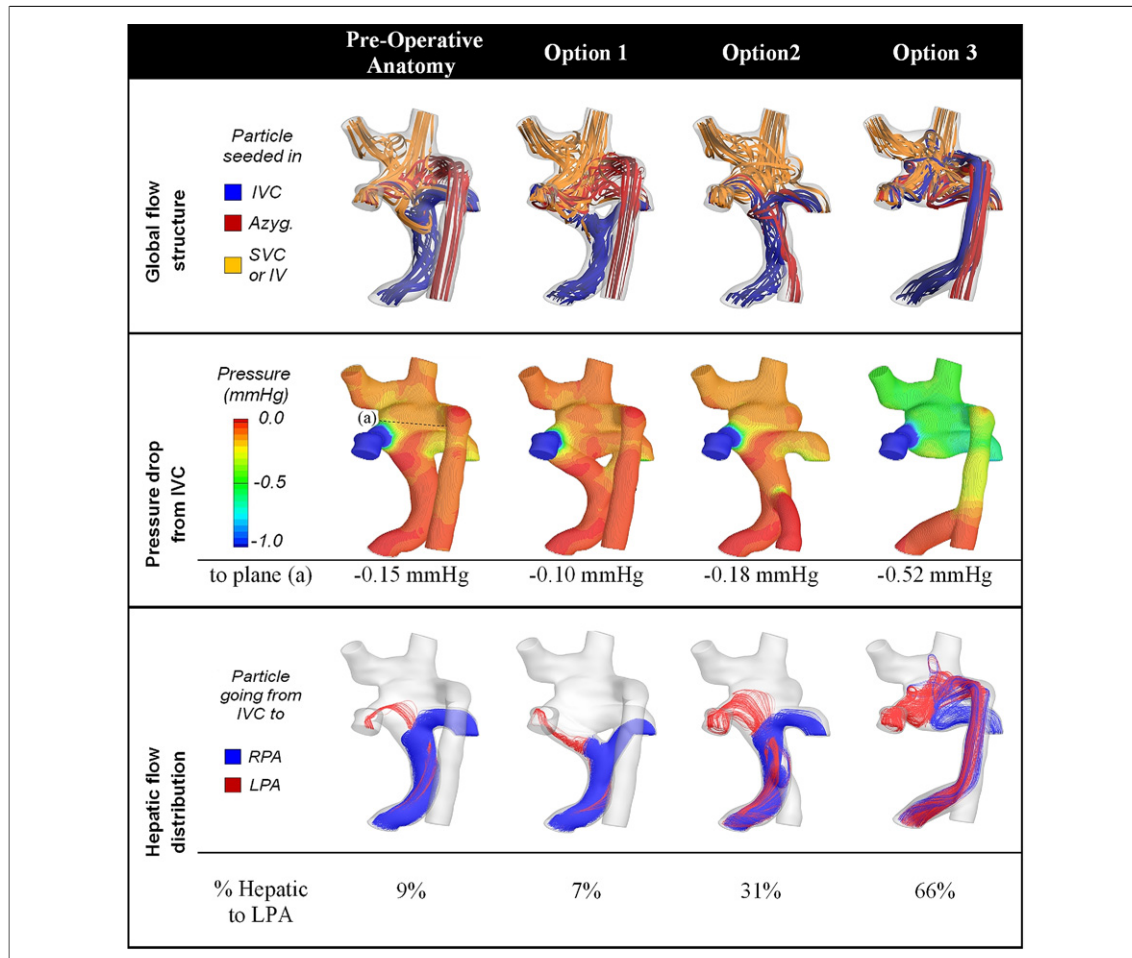 Pre-Operative
Anatomy
Option 1
Option2
Option 3
Global flow
structure
Particle
seeded in
IVC
Azyg.
SVC
or IV
Pressure drop
from IVC
Pressure
(mmHg)
0.0
-0.5
-1.0
(a)
to plane (a)
-0.15 mmHg
-0.10 mmHg
-0.18 mmHg
-0.52 mmHg
Hepatic flow
distribution
Particle
going from
IVC to
RPA
LPA
% Hepatic
to LPA
9%
7%
31%
66%